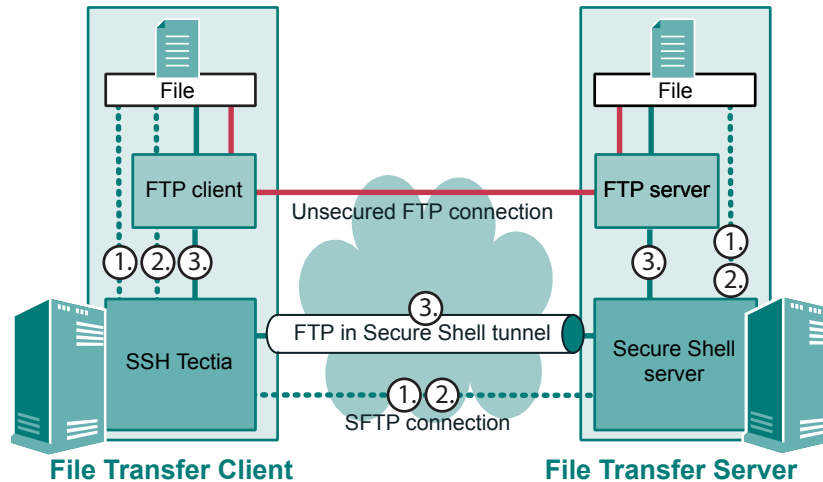 File
File
FTP client
FTP server
Unsecured FTP connection
1.
2.
3.
3.
1.
2.
3.
FTP in Secure Shell tunnel
SSH Tectia
Secure Shell
server
1.
2.
SFTP connection
File Transfer Client
File Transfer Server